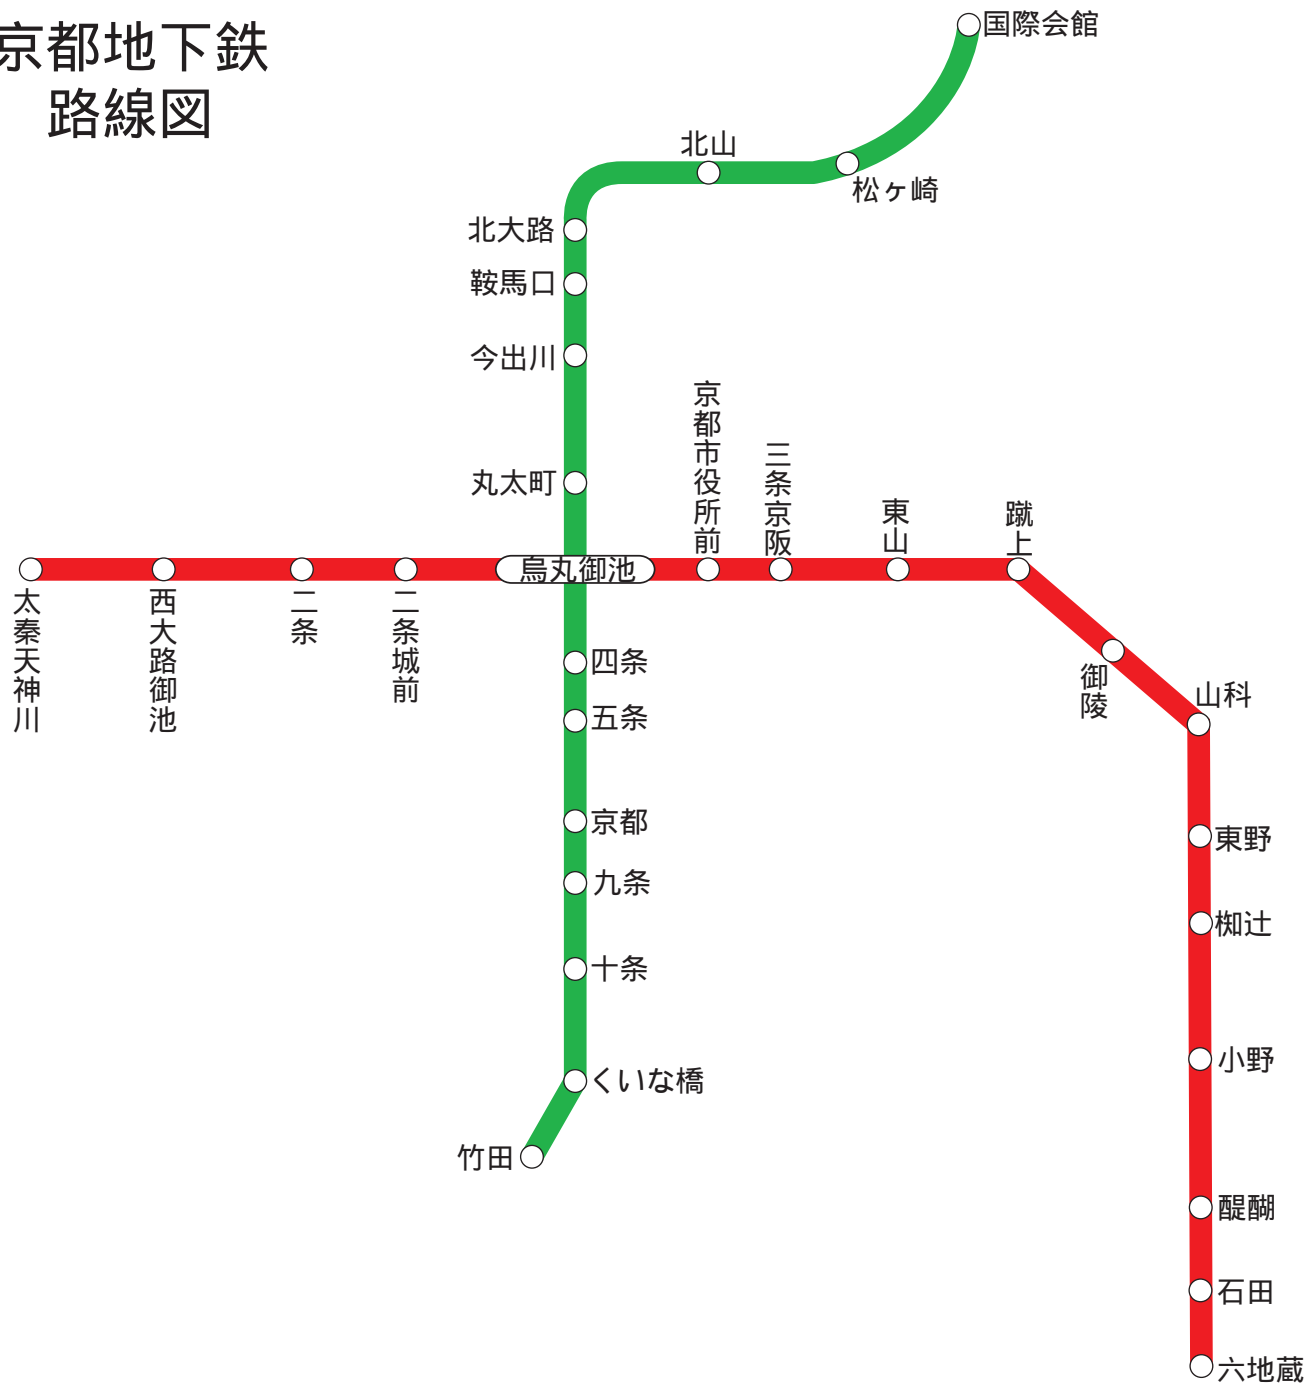 京都地下鉄
路線図
国際会館
北山
松ヶ崎
北大路
鞍馬口
今出川
丸太町
京都市役所前
三条京阪
東山
蹴上
烏丸御池
太秦天神川
西大路御池
二条
二条城前
四条
御陵
山科
五条
京都
東野
九条
椥辻
十条
小野
くいな橋
竹田
醍醐
石田
六地蔵